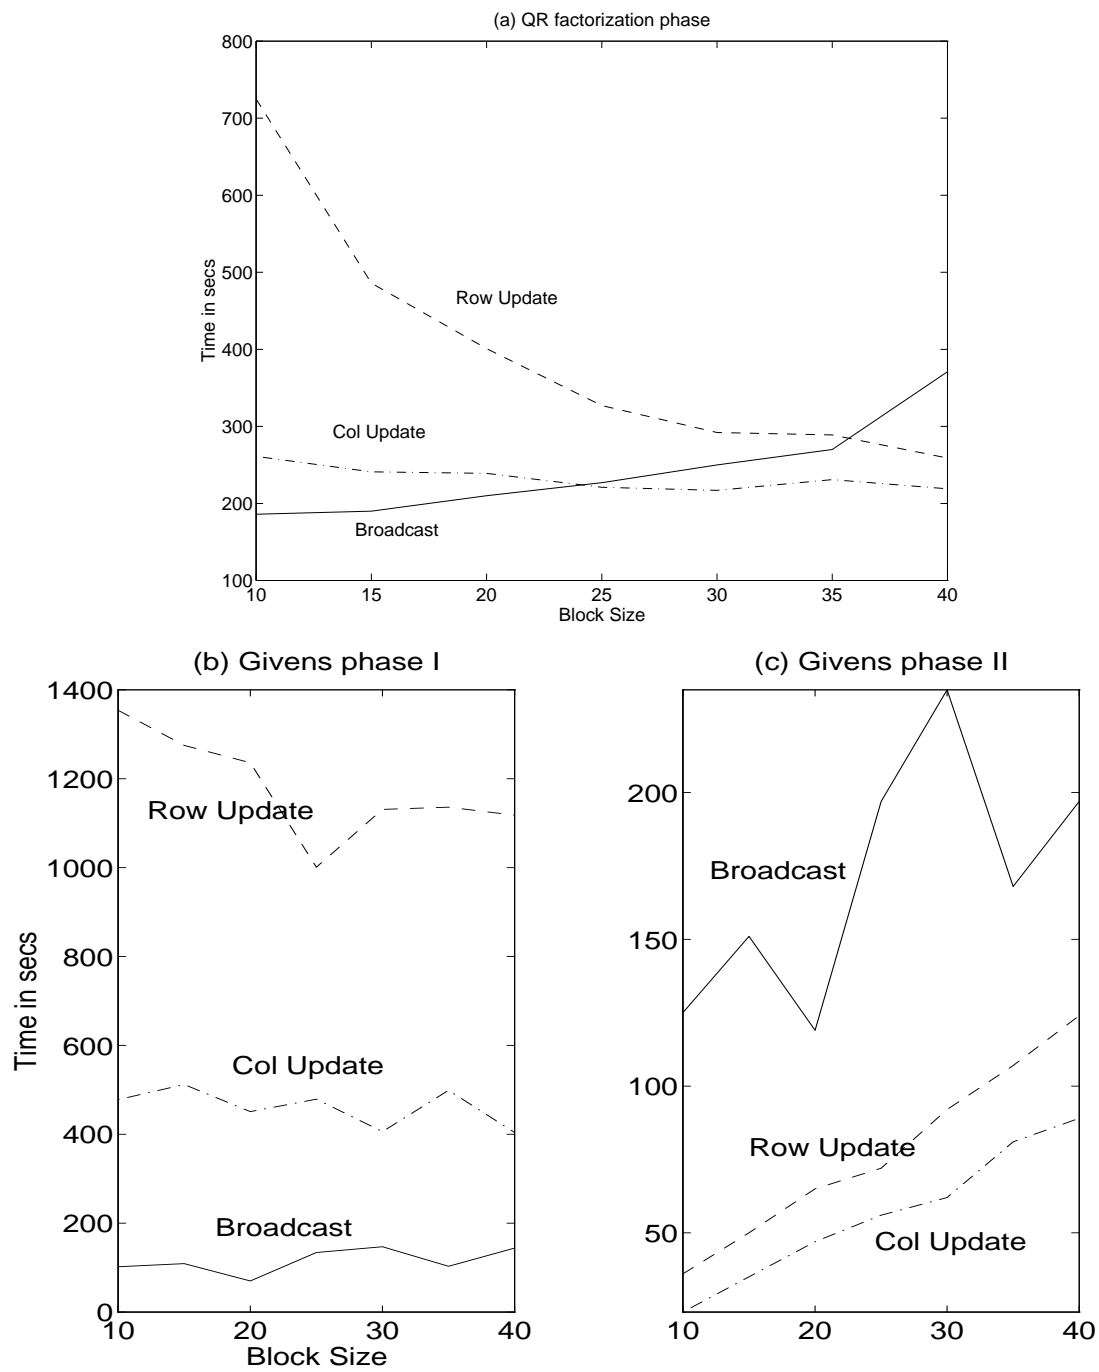 (a) QR factorization phase
800
700
600
500
400
300
200
100
Time in secs
Row Update
Col Update
Broadcast
10 15 20 25 30 35 40
Block Size
(b) Givens phase I
1400
1200
1000
800
600
400
200
0
Time in secs
Row Update
Col Update
Broadcast
10 20 30 40
Block Size
(c) Givens phase II
200
150
100
50
Broadcast
Row Update
Col Update
10 20 30 40